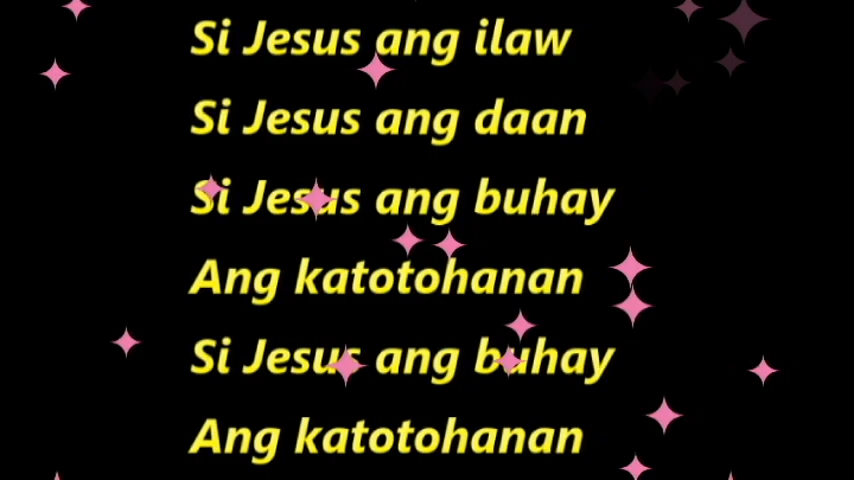 Si Jesus ang ilaw
Si Jesus ang daan
Si Jesus ang buhay
Ang katotohanan
Si Jesus ang buhay
Ang katotohanan